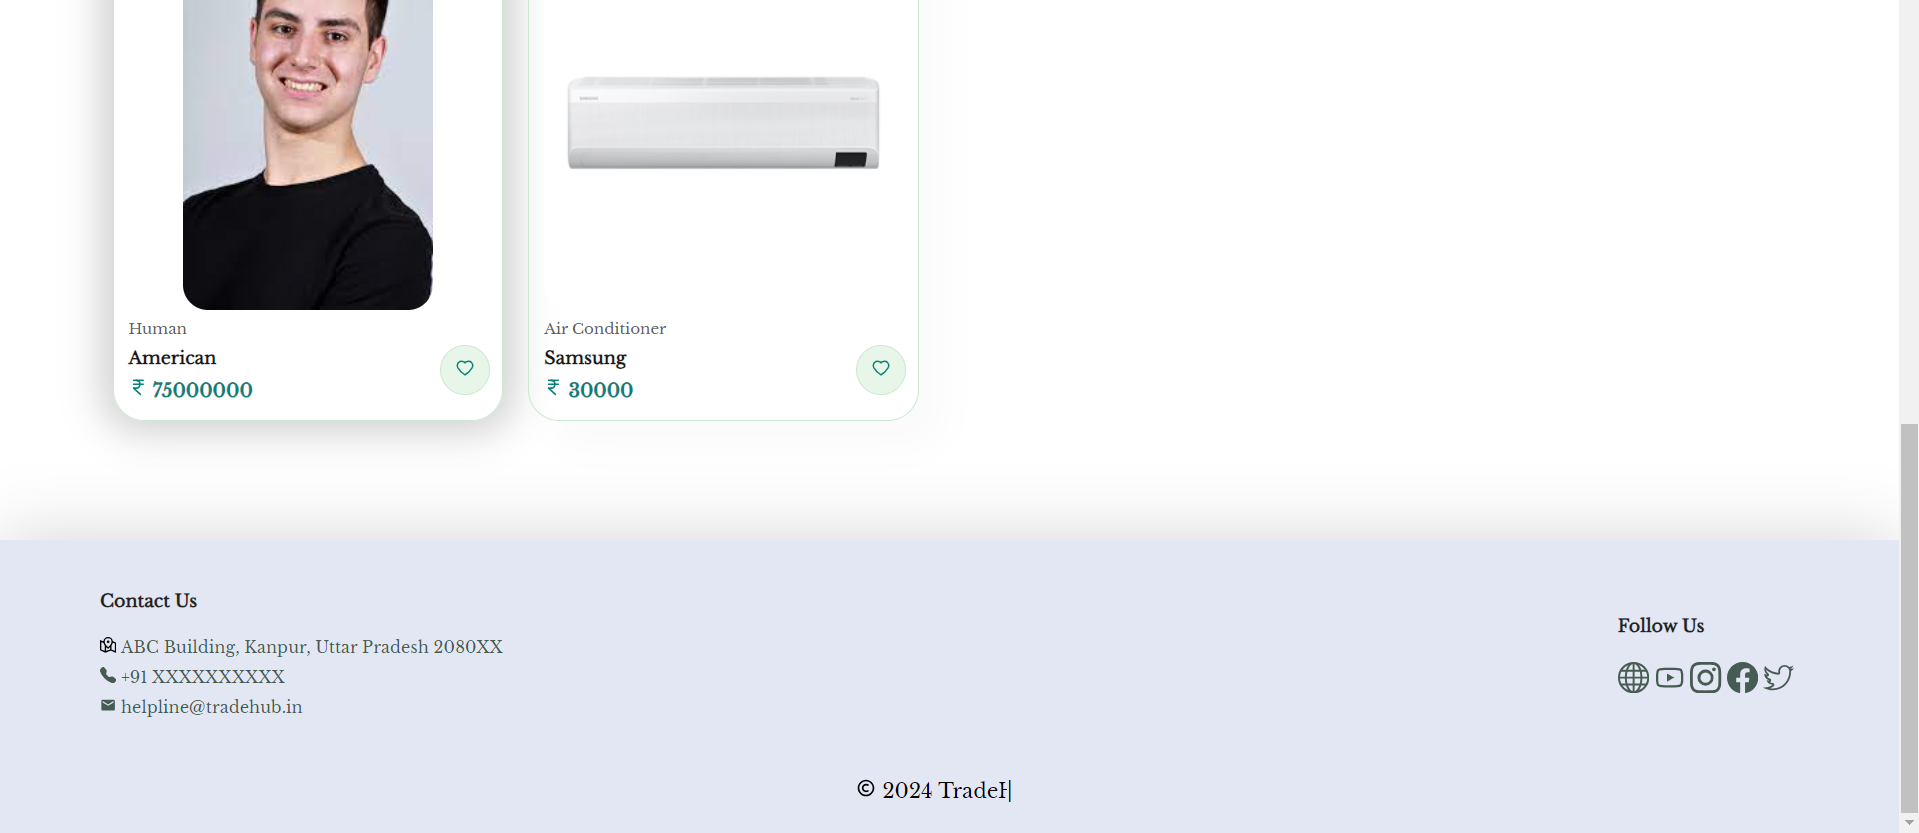 Human
American
₹ 75000000
Air Conditioner
Samsung
₹ 30000
Contact Us
ABC Building, Kanpur, Uttar Pradesh 2080XX
+91 XXXXXXXXXX
helpline@tradehub.in
Follow Us
© 2024 TradeH